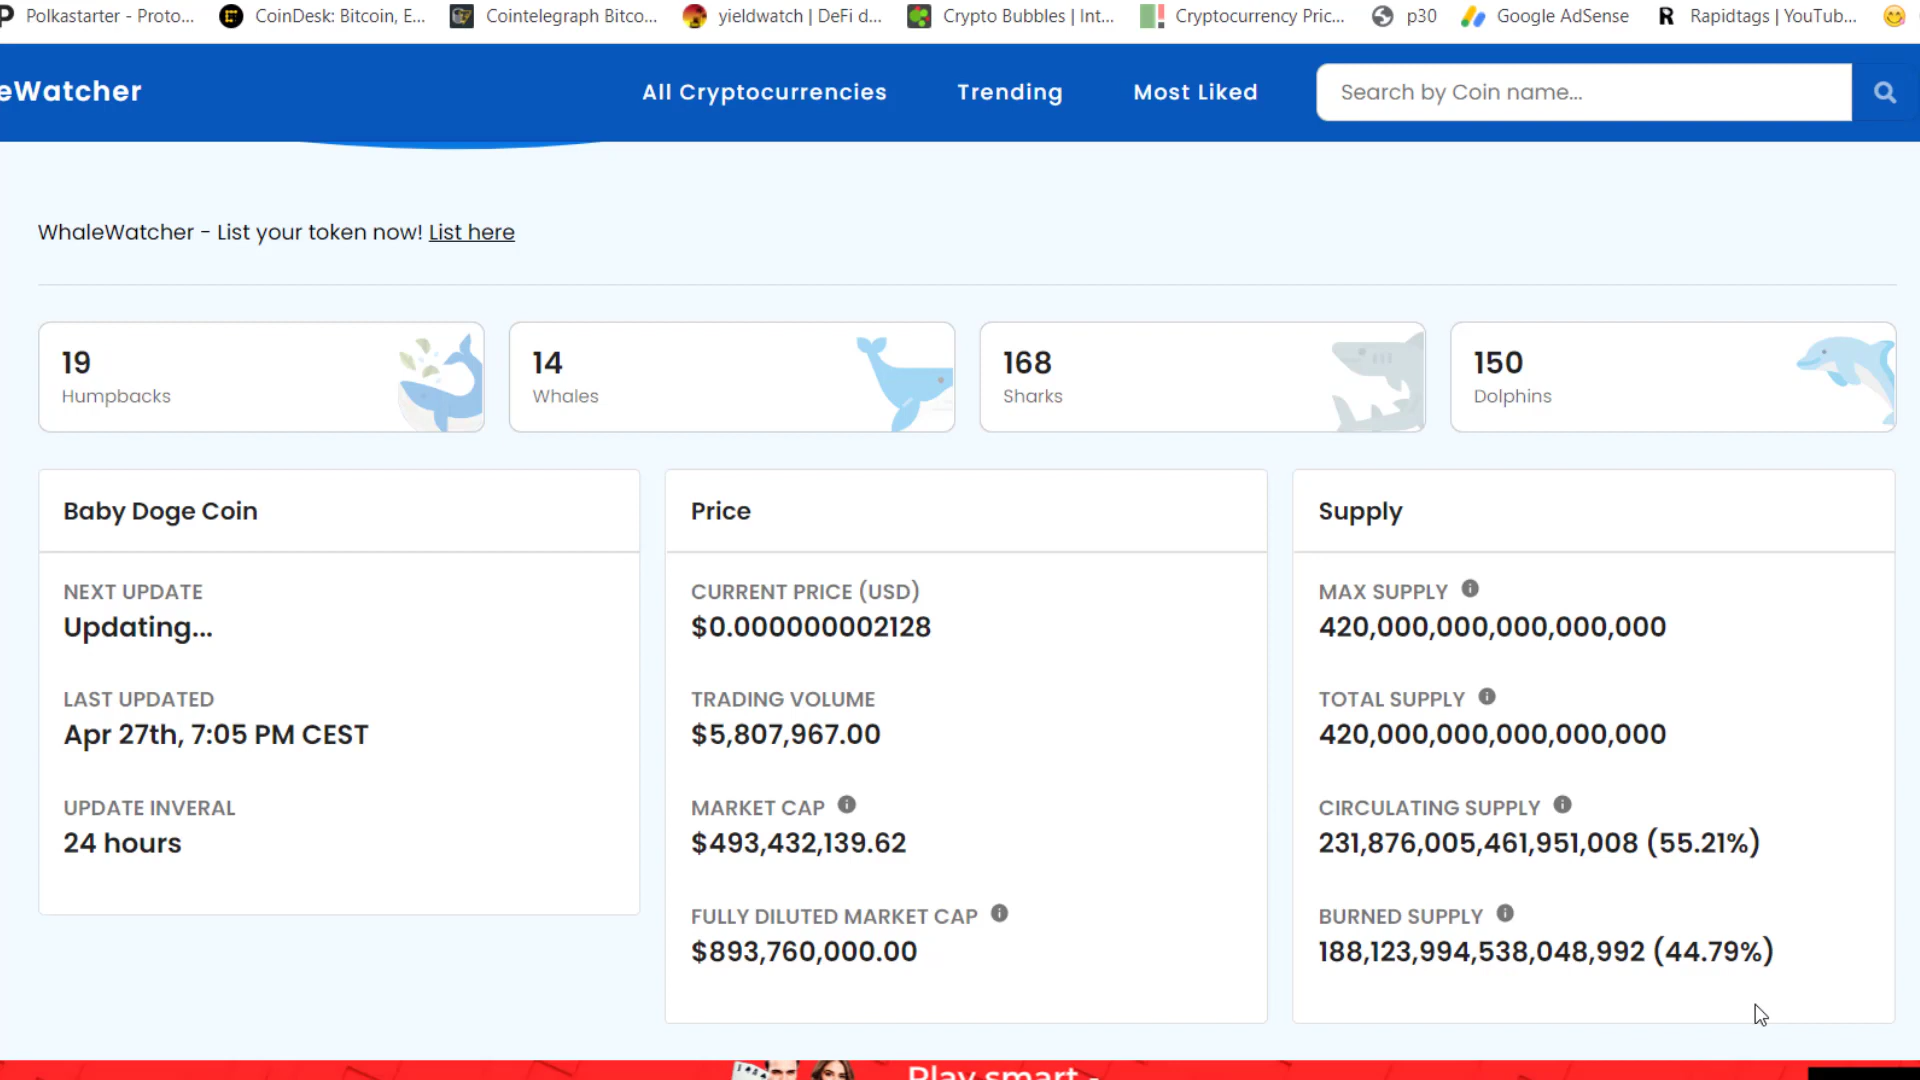 Polkastarter - Proto... CoinDesk: Bitcoin, E... Cointelegraph Bitco... yieldwatch | DeFi d... Crypto Bubbles | Int... Cryptocurrency Pric... p30 Google AdSense Rapidtags | YouTub...
eWatcher All Cryptocurrencies Trending Most Liked Search by Coin name...
WhaleWatcher - List your token now! List here
19 14 168 150
Humpbacks Whales Sharks Dolphins
Baby Doge Coin Price Supply
NEXT UPDATE CURRENT PRICE (USD) MAX SUPPLY
Updating... $0.000000002128 420,000,000,000,000,000
LAST UPDATED TRADING VOLUME TOTAL SUPPLY
Apr 27th, 7:05 PM CEST $5,807,967.00 420,000,000,000,000,000
UPDATE INVERAL MARKET CAP CIRCULATING SUPPLY
24 hours $493,432,139.62 231,876,005,461,951,008 (55.21%)
FULLY DILUTED MARKET CAP BURNED SUPPLY
$893,760,000.00 188,123,994,538,048,992 (44.79%)
Play smart -